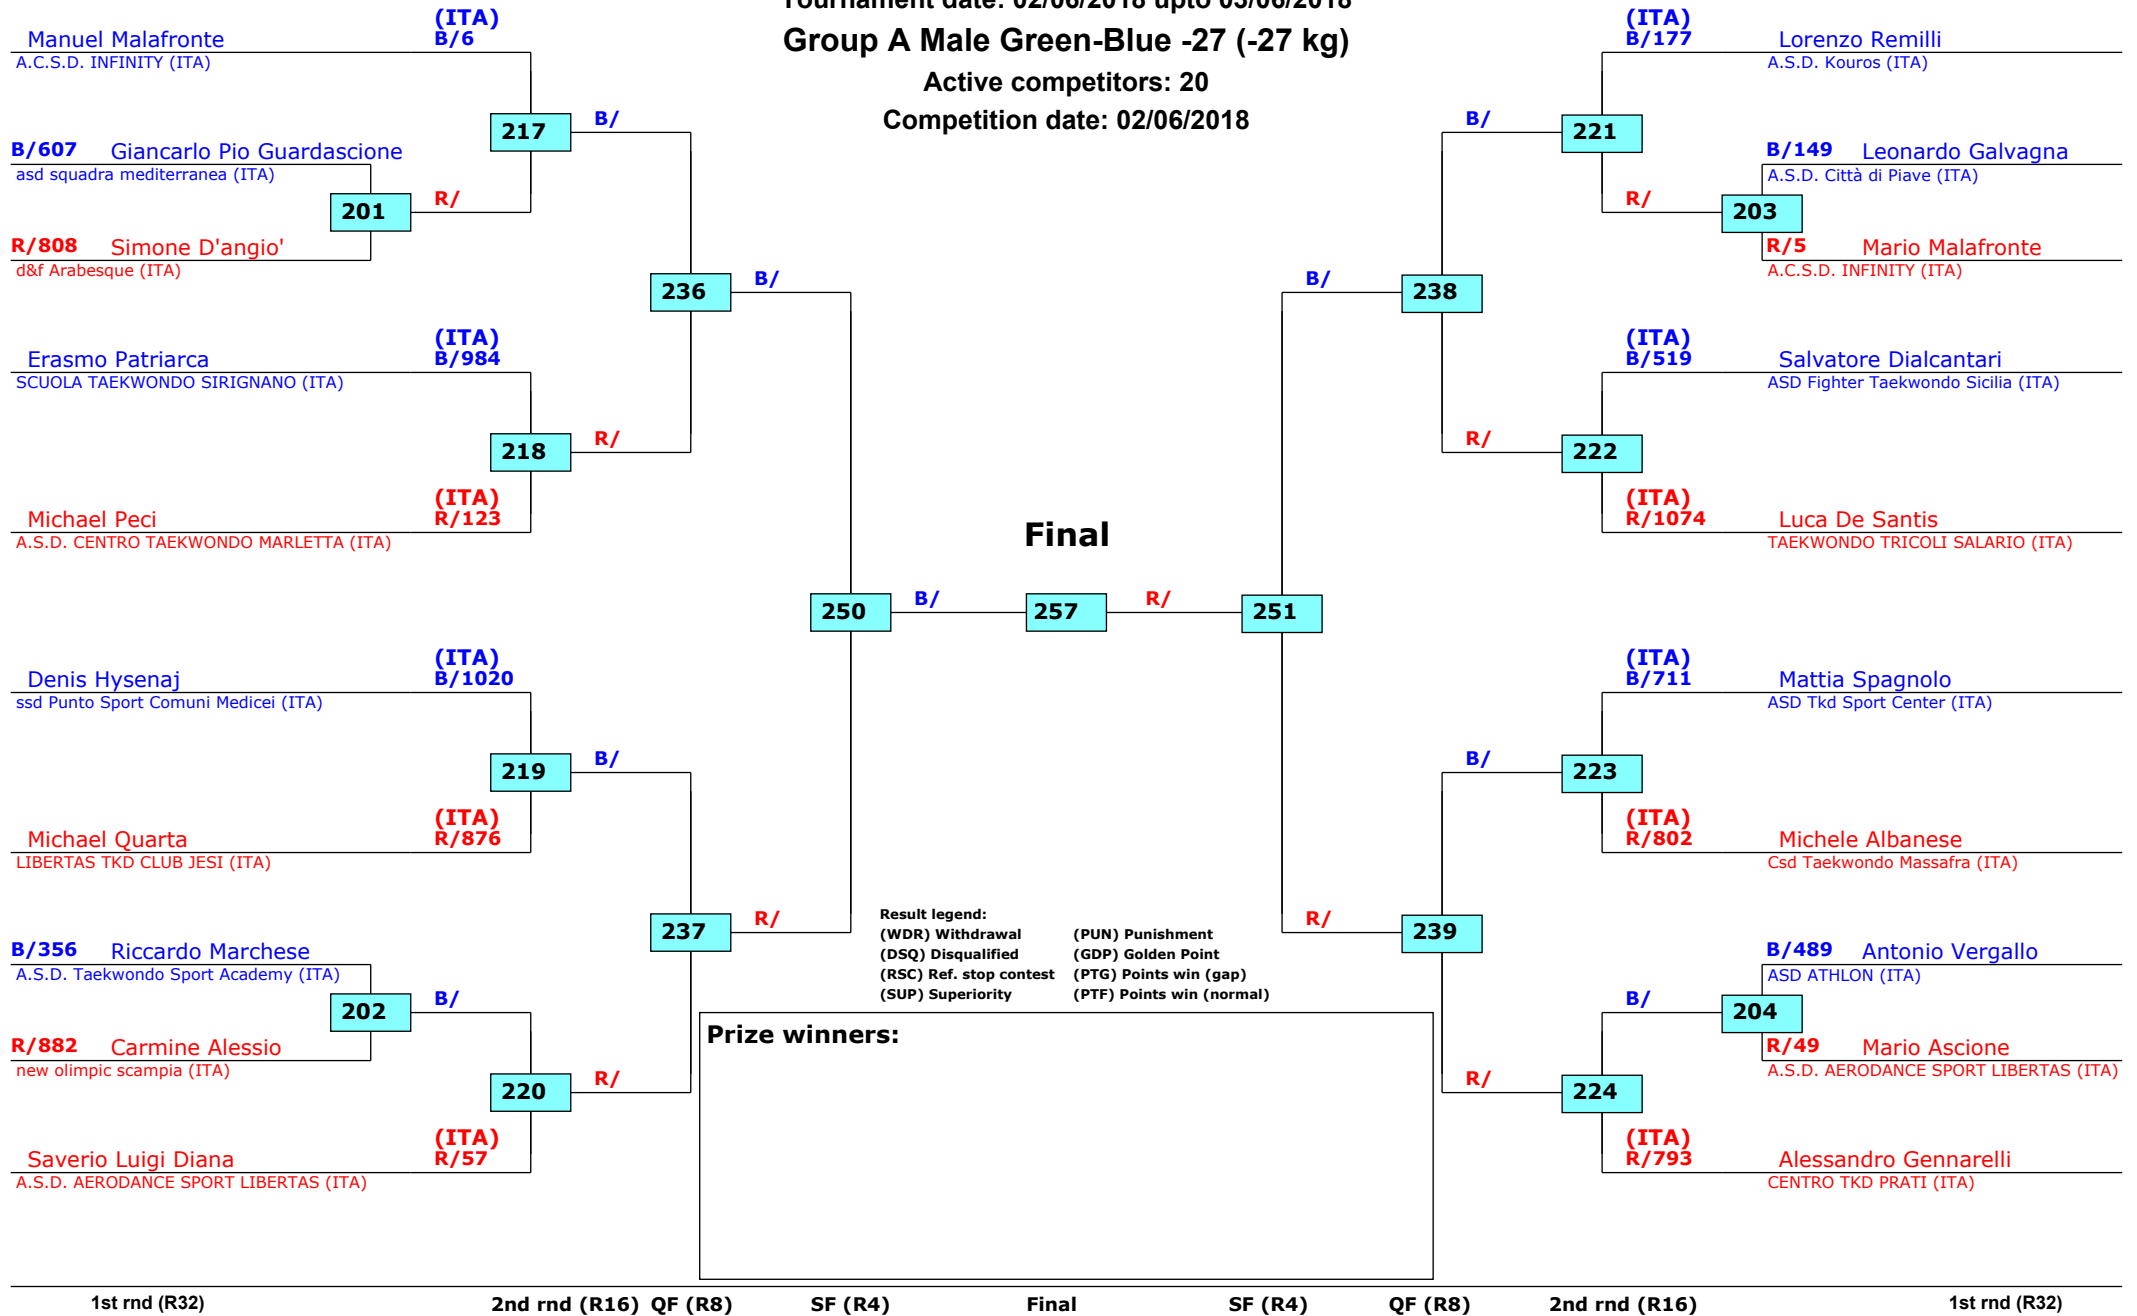 Tournament date: 02/06/2018 upto 03/06/2018
Group A Male Green-Blue -27 (-27 kg)
Active competitors: 20
Competition date: 02/06/2018
(ITA)
Manuel Malafronte B/6
A.C.S.D. INFINITY (ITA)
217 B/
B/607 Giancarlo Pio Guardascione
asd squadra mediterranea (ITA)
201 R/
R/808 Simone D'angio'
d&f Arabesque (ITA)
236 B/
(ITA)
Erasmo Patriarca B/984
SCUOLA TAEKWONDO SIRIGNANO (ITA)
218 R/
(ITA)
Michael Peci R/123
A.S.D. CENTRO TAEKWONDO MARLETTA (ITA)
(ITA)
Denis Hysenaj B/1020
ssd Punto Sport Comuni Medicei (ITA)
219 B/
(ITA)
Michael Quarta R/876
LIBERTAS TKD CLUB JESI (ITA)
237 R/
B/356 Riccardo Marchese
A.S.D. Taekwondo Sport Academy (ITA)
202 B/
R/882 Carmine Alessio
new olimpic scampia (ITA)
220 R/
(ITA)
Saverio Luigi Diana R/57
A.S.D. AERODANCE SPORT LIBERTAS (ITA)
Final
250 B/ 257 R/ 251
(ITA)
B/177 Lorenzo Remilli
A.S.D. Kouros (ITA)
B/ 221
B/149 Leonardo Galvagna
A.S.D. Città di Piave (ITA)
R/ 203
R/5 Mario Malafronte
A.C.S.D. INFINITY (ITA)
B/ 238
(ITA)
B/519 Salvatore Dialcantari
ASD Fighter Taekwondo Sicilia (ITA)
R/ 222
(ITA)
R/1074 Luca De Santis
TAEKWONDO TRICOLI SALARIO (ITA)
(ITA)
B/711 Mattia Spagnolo
ASD Tkd Sport Center (ITA)
B/ 223
(ITA)
R/802 Michele Albanese
Csd Taekwondo Massafra (ITA)
R/ 239
B/489 Antonio Vergallo
ASD ATHLON (ITA)
B/ 204
R/49 Mario Ascione
A.S.D. AERODANCE SPORT LIBERTAS (ITA)
R/ 224
(ITA)
R/793 Alessandro Gennarelli
CENTRO TKD PRATI (ITA)
Result legend:
(WDR) Withdrawal (PUN) Punishment
(DSQ) Disqualified (GDP) Golden Point
(RSC) Ref. stop contest (PTG) Points win (gap)
(SUP) Superiority (PTF) Points win (normal)
Prize winners:
1st rnd (R32) 2nd rnd (R16) QF (R8) SF (R4) Final SF (R4) QF (R8) 2nd rnd (R16) 1st rnd (R32)